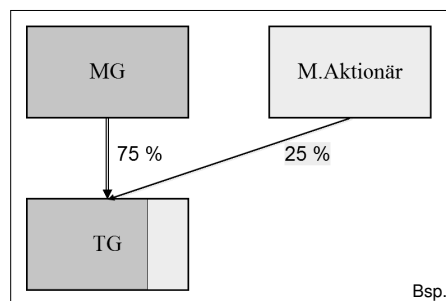 MG
M.Aktionär
75 %
25 %
TG
Bsp.